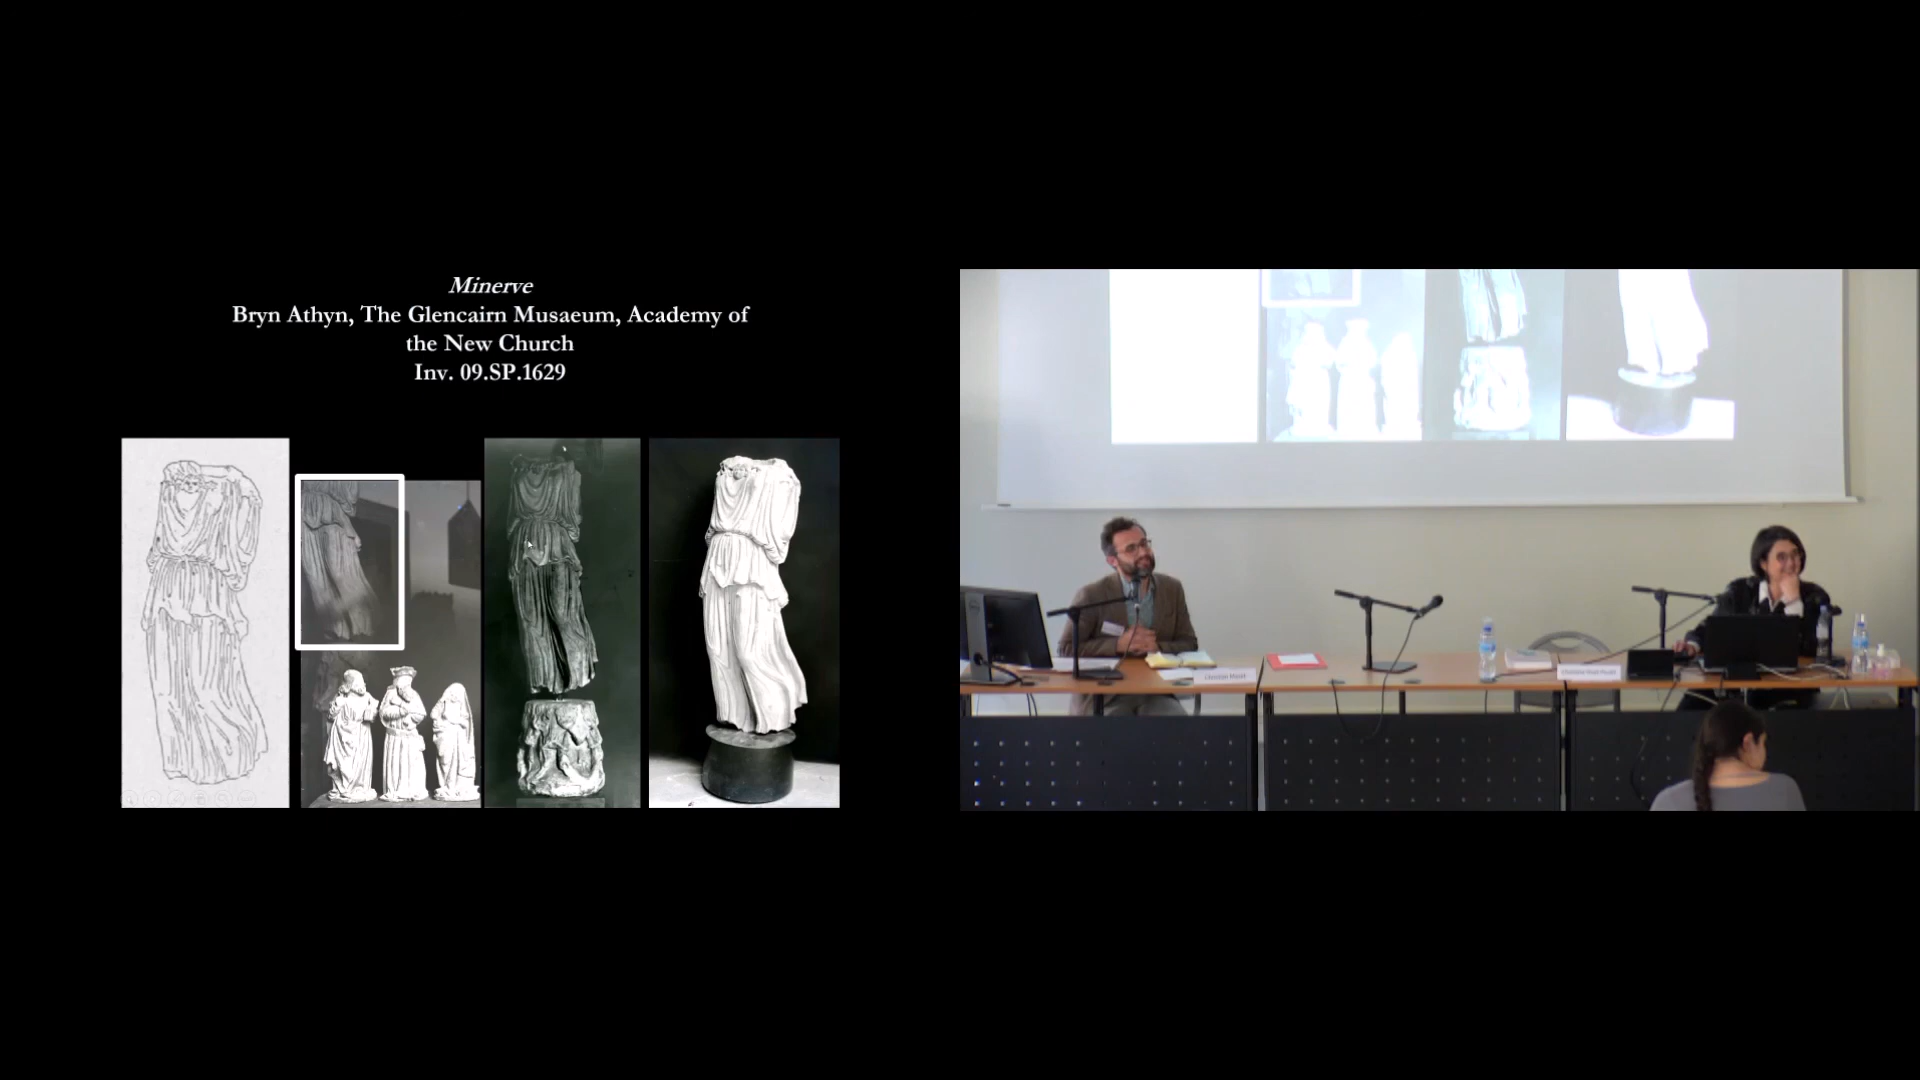 Minerve
Bryn Athyn, The Glencairn Musaeum, Academy of
the New Church
Inv. 09.SP.1629